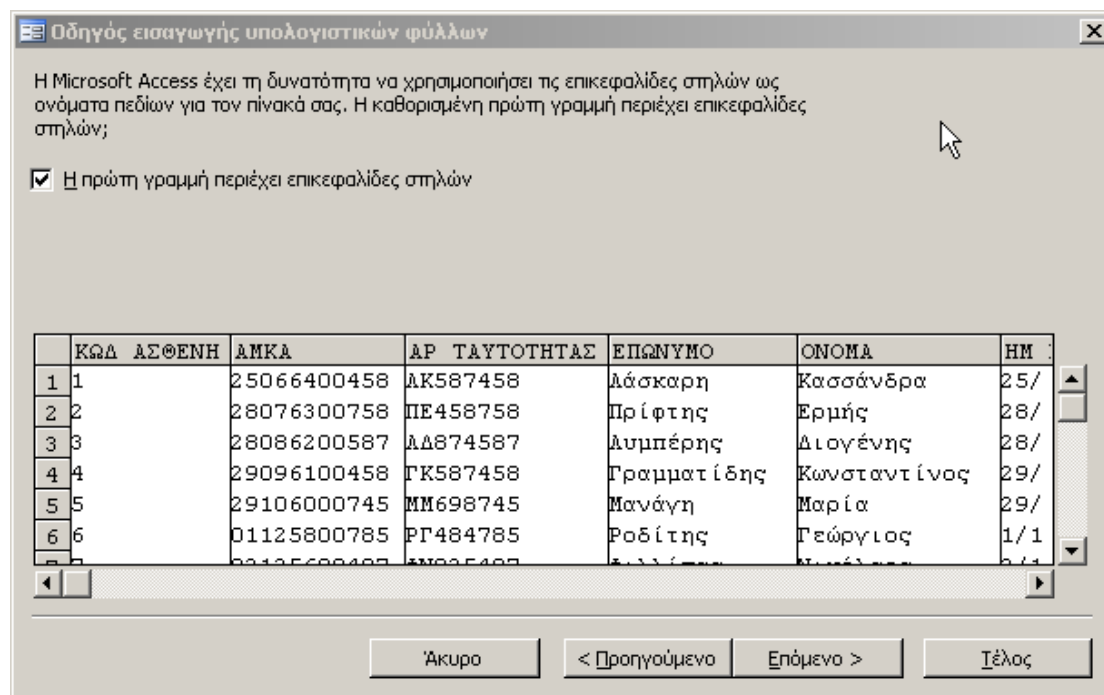 Οδηγός εισαγωγής υπολογιστικών φύλλων
Η Microsoft Access έχει τη δυνατότητα να χρησιμοποιήσει τις επικεφαλίδες στηλών ως
ονόματα πεδίων για τον πίνακά σας. Η καθορισμένη πρώτη γραμμή περιέχει επικεφαλίδες
στηλών;
Η πρώτη γραμμή περιέχει επικεφαλίδες στηλών
ΚΩΔ ΑΣΘΕΝΗ ΑΜΚΑ ΑΡ ΤΑΥΤΟΤΗΤΑΣ ΕΠΩΝΥΜΟ ΟΝΟΜΑ ΗΜ
1 1 25066400458 ΛΚ587458 Λάσκαρη Κασσάνδρα 25/
2 2 28076300758 ΠΕ458758 Πρίφτης Ερμής 28/
3 3 28086200587 ΛΔ874587 Λυμπέρης Διογένης 28/
4 4 29096100458 ΓΚ587458 Γραμματίδης Κωνσταντίνος 29/
5 5 29106000745 ΜΜ698745 Μανάγη Μαρία 29/
6 6 01125800785 ΡΓ484785 Ροδίτης Γεώργιος 1/1
Άκυρο < Προηγούμενο Επόμενο > Τέλος